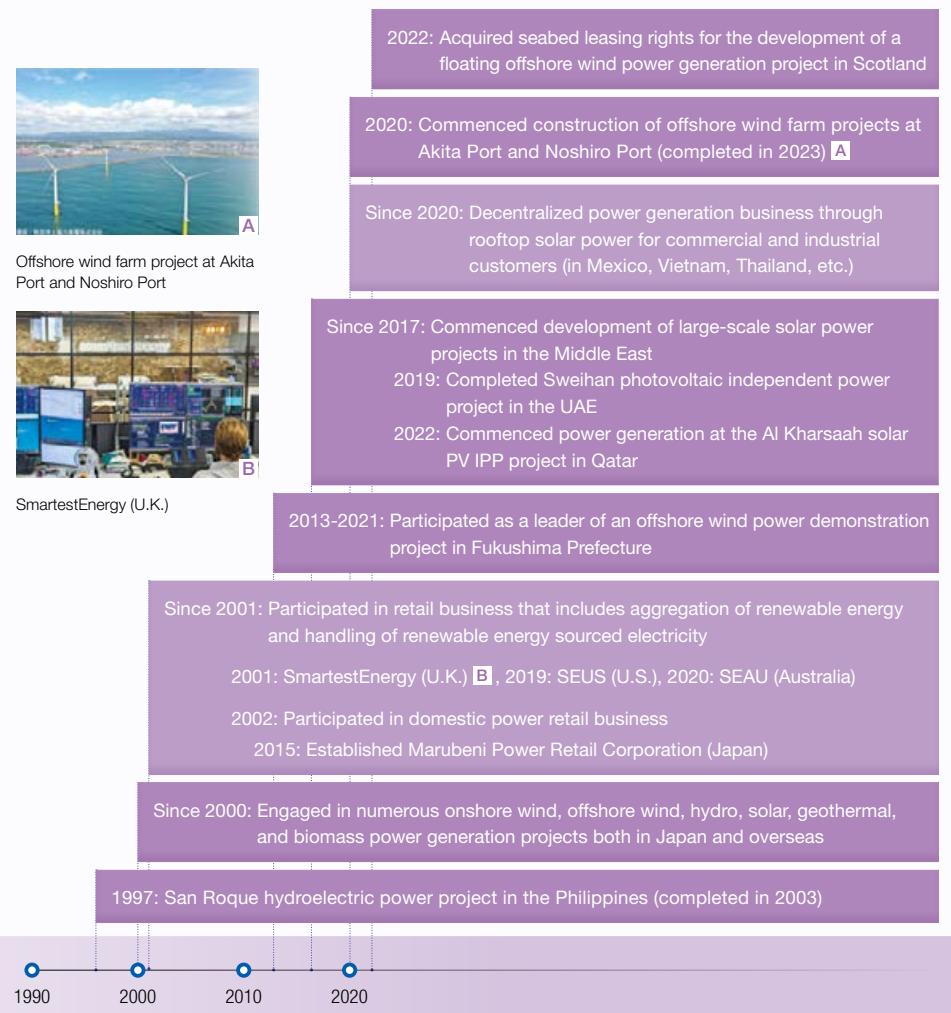 2022: Acquired seabed leasing rights for the development of a
floating offshore wind power generation project in Scotland
2020: Commenced construction of offshore wind farm projects at
Akita Port and Noshiro Port (completed in 2023) A
A
Offshore wind farm project at Akita
Port and Noshiro Port
Since 2020: Decentralized power generation business through
rooftop solar power for commercial and industrial
customers (in Mexico, Vietnam, Thailand, etc.)
B
SmartestEnergy (U.K.)
Since 2017: Commenced development of large-scale solar power
projects in the Middle East
2019: Completed Sweihan photovoltaic independent power
project in the UAE
2022: Commenced power generation at the Al Kharsaah solar
PV IPP project in Qatar
2013-2021: Participated as a leader of an offshore wind power demonstration
project in Fukushima Prefecture
Since 2001: Participated in retail business that includes aggregation of renewable energy
and handling of renewable energy sourced electricity
2001: SmartestEnergy (U.K.) B , 2019: SEUS (U.S.), 2020: SEAU (Australia)
2002: Participated in domestic power retail business
2015: Established Marubeni Power Retail Corporation (Japan)
Since 2000: Engaged in numerous onshore wind, offshore wind, hydro, solar, geothermal,
and biomass power generation projects both in Japan and overseas
1997: San Roque hydroelectric power project in the Philippines (completed in 2003)
1990 2000 2010 2020